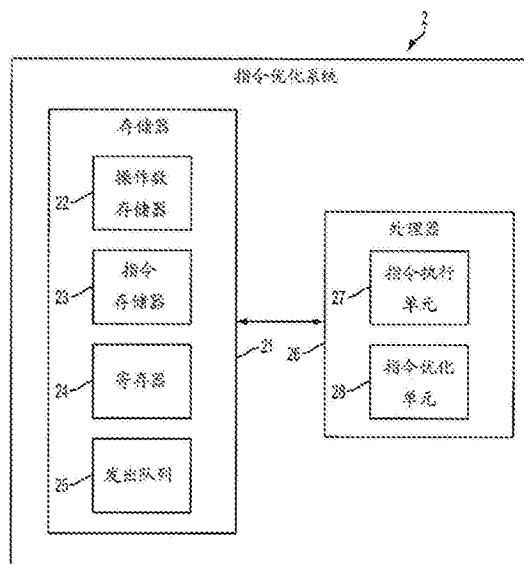 2
指令优化系统
存储器
操作数
存储器
22
指令
存储器
23
寄存器
24
发出队列
25
21
26
处理器
指令执行
单元
27
指令优化
单元
28